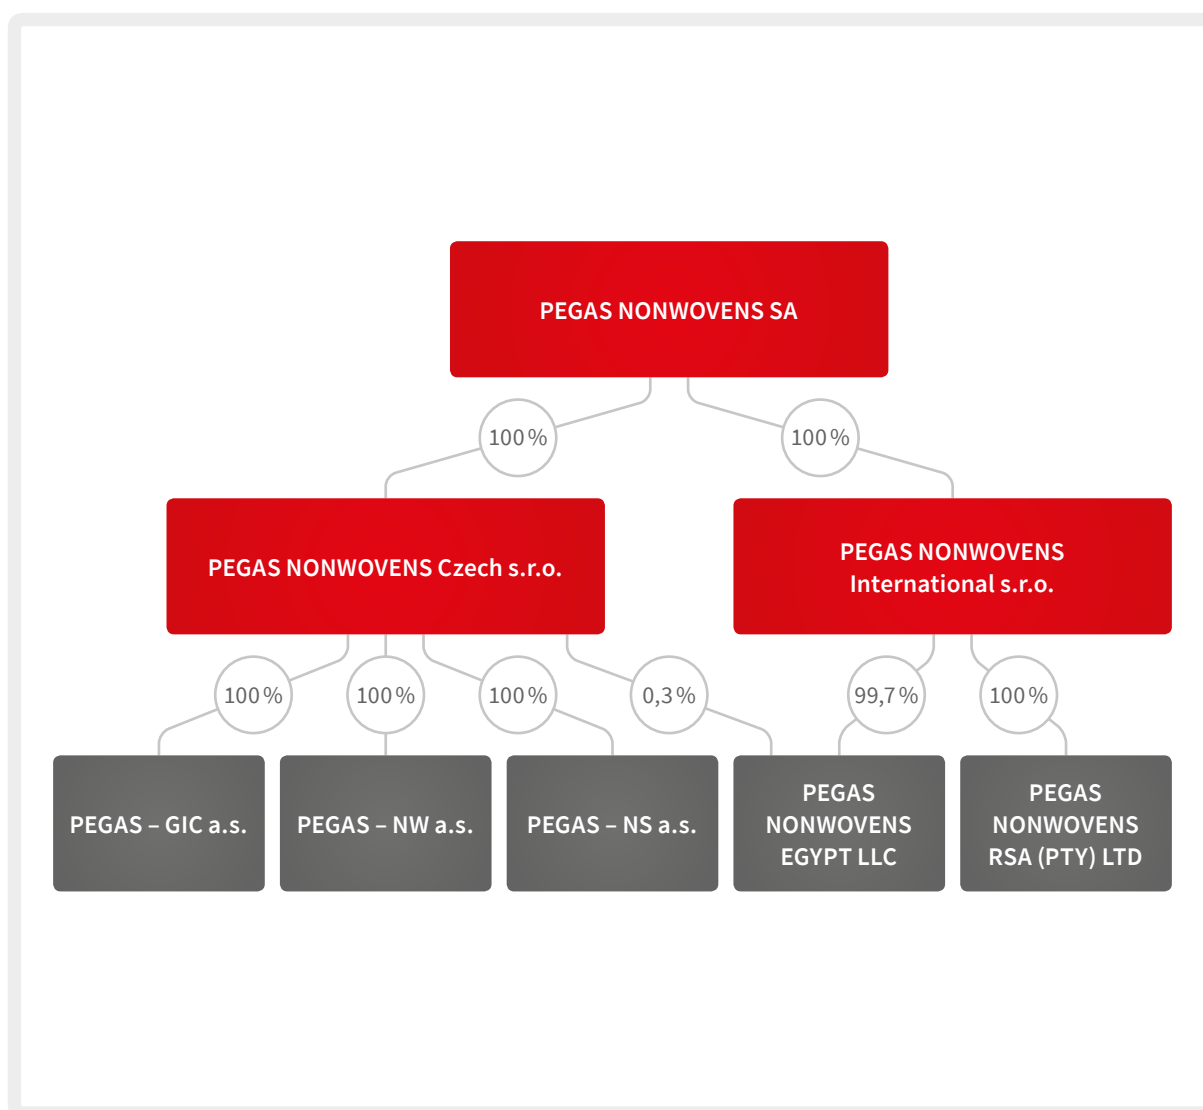 PEGAS NONWOVENS SA
100 %
100 %
PEGAS NONWOVENS Czech s.r.o.
PEGAS NONWOVENS
International s.r.o.
100 %
100 %
100 %
0,3 %
99,7 %
100 %
PEGAS – GIC a.s.
PEGAS – NW a.s.
PEGAS – NS a.s.
PEGAS
NONWOVENS
EGYPT LLC
PEGAS
NONWOVENS
RSA (PTY) LTD